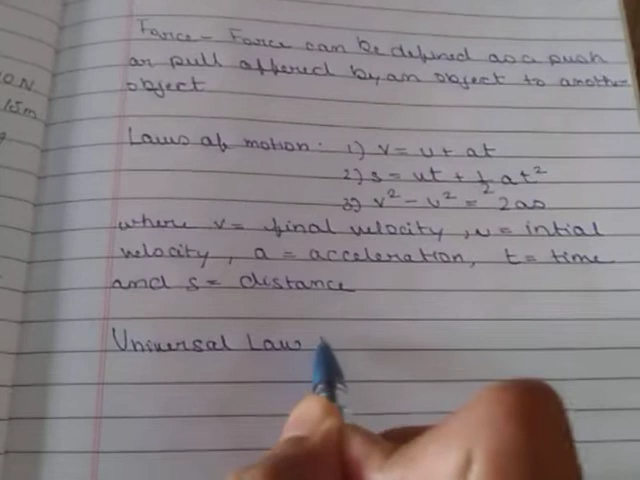 Force - Force can be defined as a push
or pull offered by an object to another
object
Laws of motion: 1) v = u + at
2) s = ut + 1/2 at²
3) v² - u² = 2as
where v = final velocity, u = intial
velocity, a = acceleration, t = time
and s = distance
Universal Law
0 N
15m